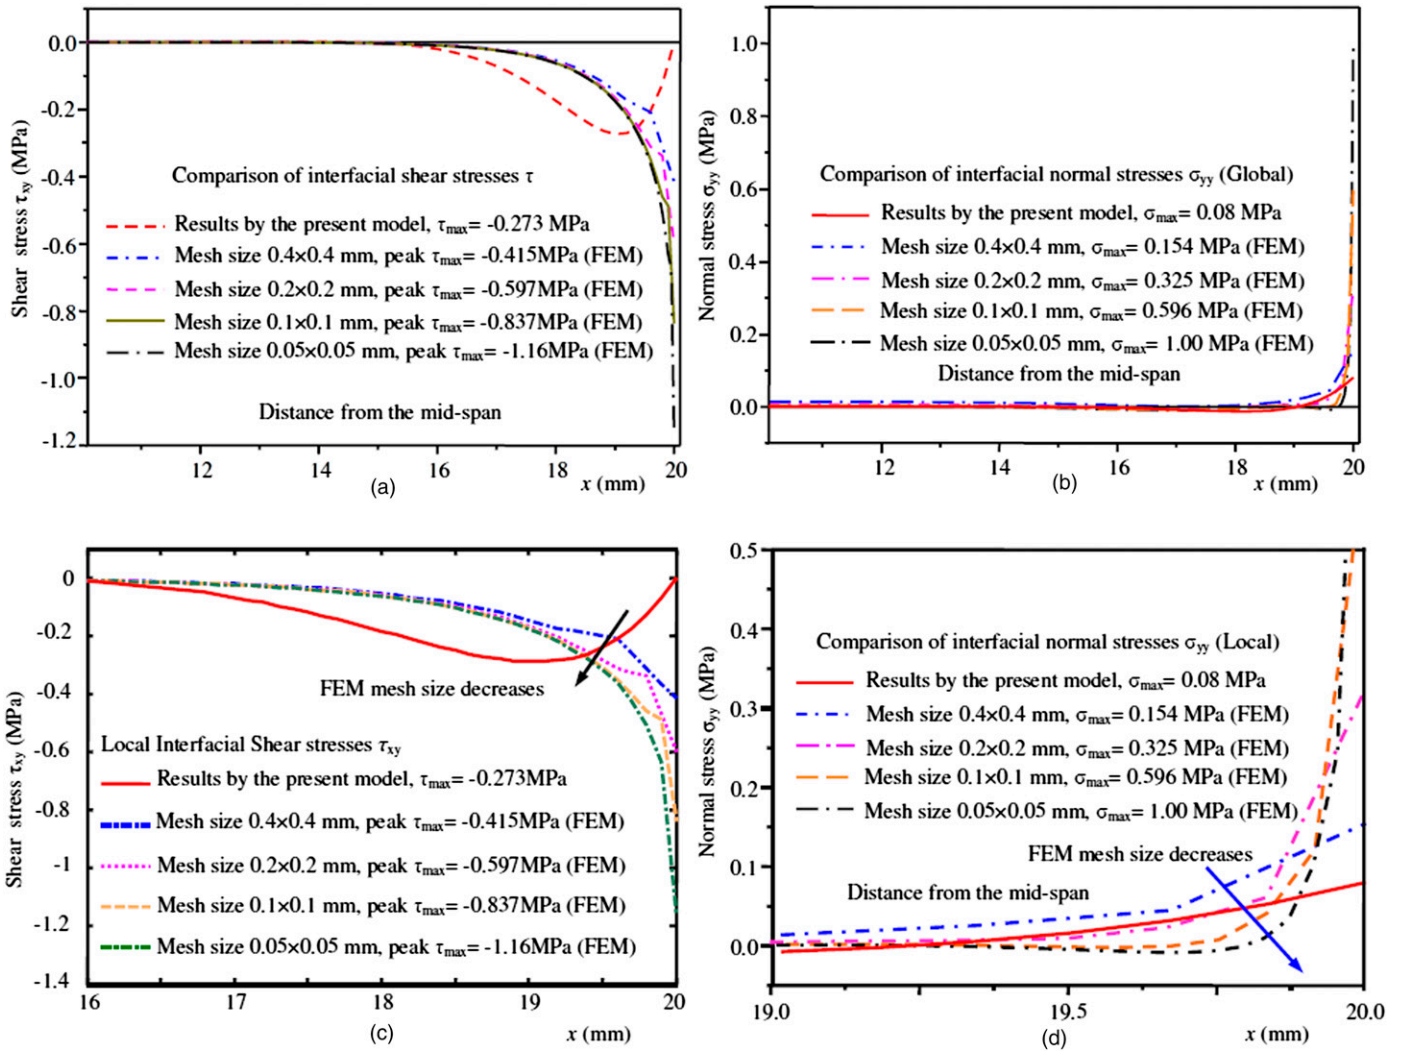 0.0
-0.2
-0.4
-0.6
-0.8
-1.0
-1.2
Shear stress τxy (MPa)
Comparison of interfacial shear stresses τ
Results by the present model, τmax= -0.273 MPa
Mesh size 0.4×0.4 mm, peak τmax= -0.415MPa (FEM)
Mesh size 0.2×0.2 mm, peak τmax= -0.597MPa (FEM)
Mesh size 0.1×0.1 mm, peak τmax= -0.837MPa (FEM)
Mesh size 0.05×0.05 mm, peak τmax= -1.16MPa (FEM)
Distance from the mid-span
12 14 16 18 20
x (mm)
(a)
1.0
0.8
0.6
0.4
0.2
0.0
Normal stress σyy (MPa)
Comparison of interfacial normal stresses σyy (Global)
Results by the present model, σmax= 0.08 MPa
Mesh size 0.4×0.4 mm, σmax= 0.154 MPa (FEM)
Mesh size 0.2×0.2 mm, σmax= 0.325 MPa (FEM)
Mesh size 0.1×0.1 mm, σmax= 0.596 MPa (FEM)
Mesh size 0.05×0.05 mm, σmax= 1.00 MPa (FEM)
Distance from the mid-span
12 14 16 18 20
x (mm)
(b)
0
-0.2
-0.4
-0.6
-0.8
-1
-1.2
-1.4
Shear stress τxy (MPa)
FEM mesh size decreases
Local Interfacial Shear stresses τxy
Results by the present model, τmax= -0.273MPa
Mesh size 0.4×0.4 mm, peak τmax= -0.415MPa (FEM)
Mesh size 0.2×0.2 mm, peak τmax= -0.597MPa (FEM)
Mesh size 0.1×0.1 mm, peak τmax= -0.837MPa (FEM)
Mesh size 0.05×0.05 mm, peak τmax= -1.16MPa (FEM)
16 17 18 19 20
x (mm)
(c)
0.5
0.4
0.3
0.2
0.1
0.0
Normal stress σyy (MPa)
Comparison of interfacial normal stresses σyy (Local)
Results by the present model, σmax= 0.08 MPa
Mesh size 0.4×0.4 mm, σmax= 0.154 MPa (FEM)
Mesh size 0.2×0.2 mm, σmax= 0.325 MPa (FEM)
Mesh size 0.1×0.1 mm, σmax= 0.596 MPa (FEM)
Mesh size 0.05×0.05 mm, σmax= 1.00 MPa (FEM)
FEM mesh size decreases
Distance from the mid-span
19.0 19.5 20.0
x (mm)
(d)